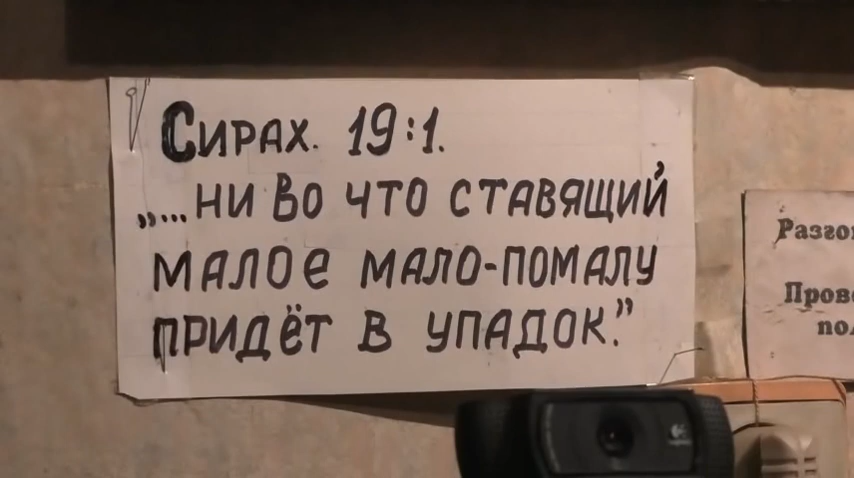 Сирах. 19:1.
„...ни во что ставящий
малое мало-помалу
придёт в упадок."